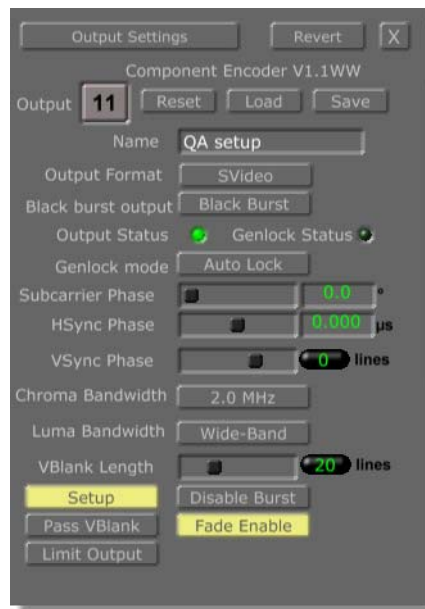 Output Settings Revert X
Component Encoder V1.1WW
Output 11 Reset Load Save
Name QA setup
Output Format SVideo
Black burst output Black Burst
Output Status Genlock Status
Genlock mode Auto Lock
Subcarrier Phase 0.0 °
HSync Phase 0.000 µs
VSync Phase 0 lines
Chroma Bandwidth 2.0 MHz
Luma Bandwidth Wide-Band
VBlank Length 20 lines
Setup Disable Burst
Pass VBlank Fade Enable
Limit Output